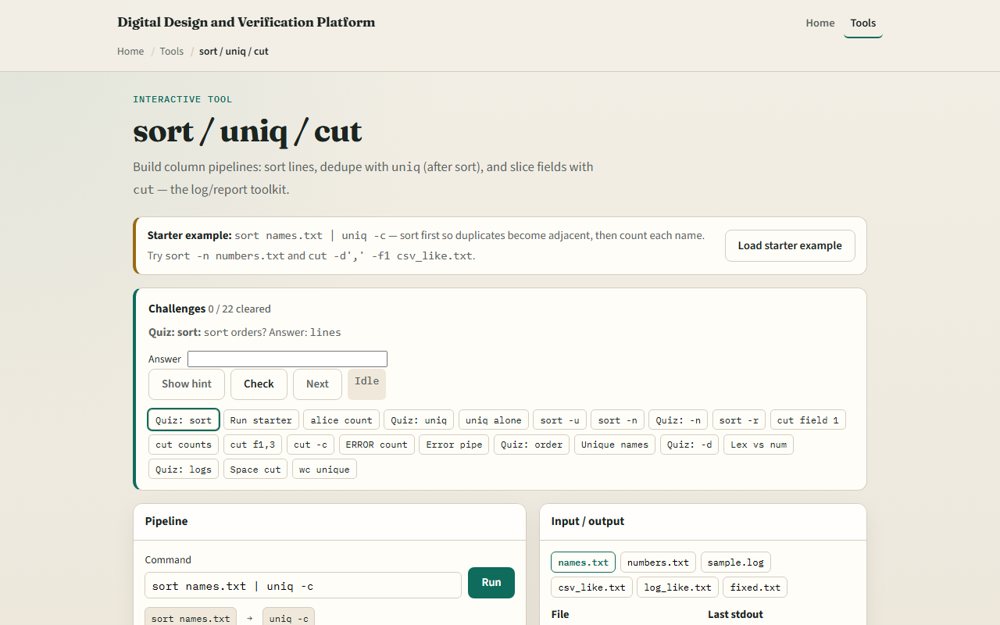 Digital Design and Verification Platform
Home Tools
Home / Tools / sort / uniq / cut
INTERACTIVE TOOL
sort / uniq / cut
Build column pipelines: sort lines, dedupe with uniq (after sort), and slice fields with
cut — the log/report toolkit.
Starter example: sort names.txt | uniq -c — sort first so duplicates become adjacent, then count each name.
Try sort -n numbers.txt and cut -d',' -f1 csv_like.txt.
Load starter example
Challenges 0 / 22 cleared
Quiz: sort: sort orders? Answer: lines
Answer
Show hint Check Next Idle
Quiz: sort Run starter alice count Quiz: uniq uniq alone sort -u sort -n Quiz: -n sort -r cut field 1
cut counts cut f1,3 cut -c ERROR count Error pipe Quiz: order Unique names Quiz: -d Lex vs num
Quiz: logs Space cut wc unique
Pipeline
Command
sort names.txt | uniq -c
Run
sort names.txt → uniq -c
Input / output
names.txt numbers.txt sample.log
csv_like.txt log_like.txt fixed.txt
File Last stdout